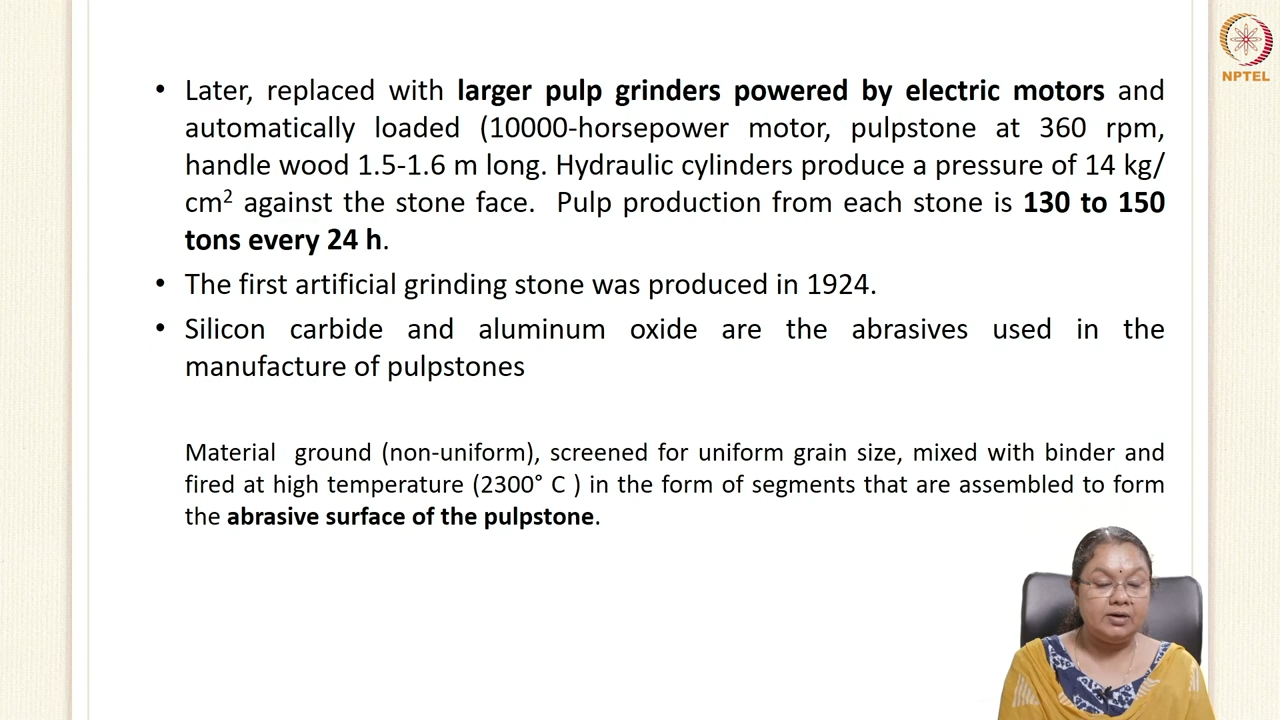 NPTEL
• Later, replaced with larger pulp grinders powered by electric motors and
automatically loaded (10000-horsepower motor, pulpstone at 360 rpm,
handle wood 1.5-1.6 m long. Hydraulic cylinders produce a pressure of 14 kg/
cm² against the stone face. Pulp production from each stone is 130 to 150
tons every 24 h.
• The first artificial grinding stone was produced in 1924.
• Silicon carbide and aluminum oxide are the abrasives used in the
manufacture of pulpstones
Material ground (non-uniform), screened for uniform grain size, mixed with binder and
fired at high temperature (2300° C ) in the form of segments that are assembled to form
the abrasive surface of the pulpstone.